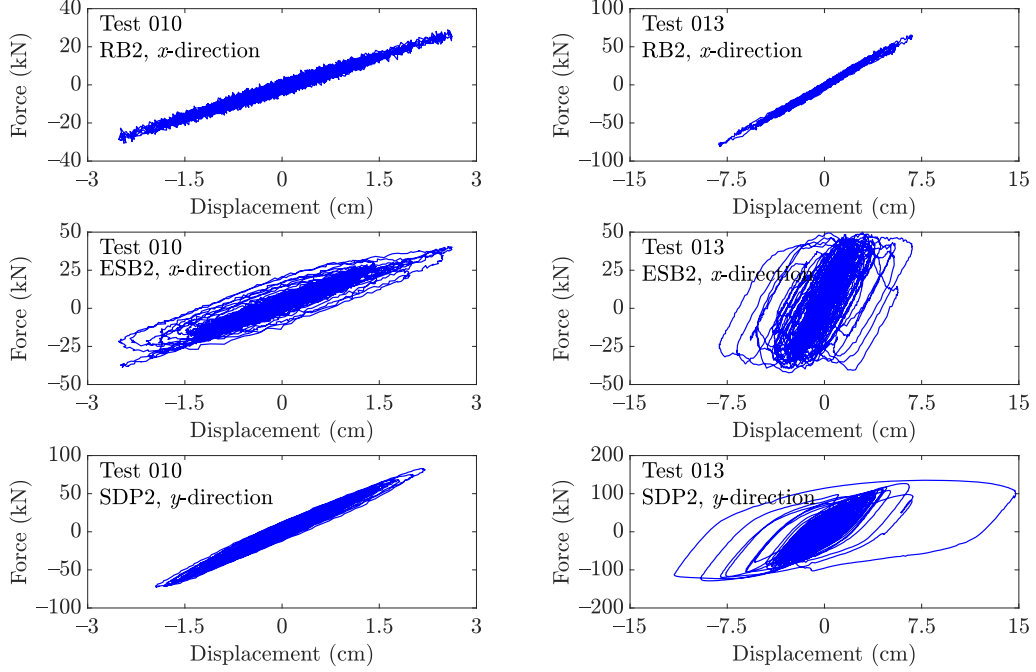 Test 010
RB2, x-direction
Force (kN)
40
20
0
−20
−40
−3
−1.5
0
1.5
3
Displacement (cm)
Test 013
RB2, x-direction
Force (kN)
100
50
0
−50
−100
−15
−7.5
0
7.5
15
Displacement (cm)
Test 010
ESB2, x-direction
Force (kN)
50
25
0
−25
−50
−3
−1.5
0
1.5
3
Displacement (cm)
Test 013
ESB2, x-direction
Force (kN)
50
25
0
−25
−50
−15
−7.5
0
7.5
15
Displacement (cm)
Test 010
SDP2, y-direction
Force (kN)
100
50
0
−50
−100
−3
−1.5
0
1.5
3
Displacement (cm)
Test 013
SDP2, y-direction
Force (kN)
200
100
0
−100
−200
−15
−7.5
0
7.5
15
Displacement (cm)